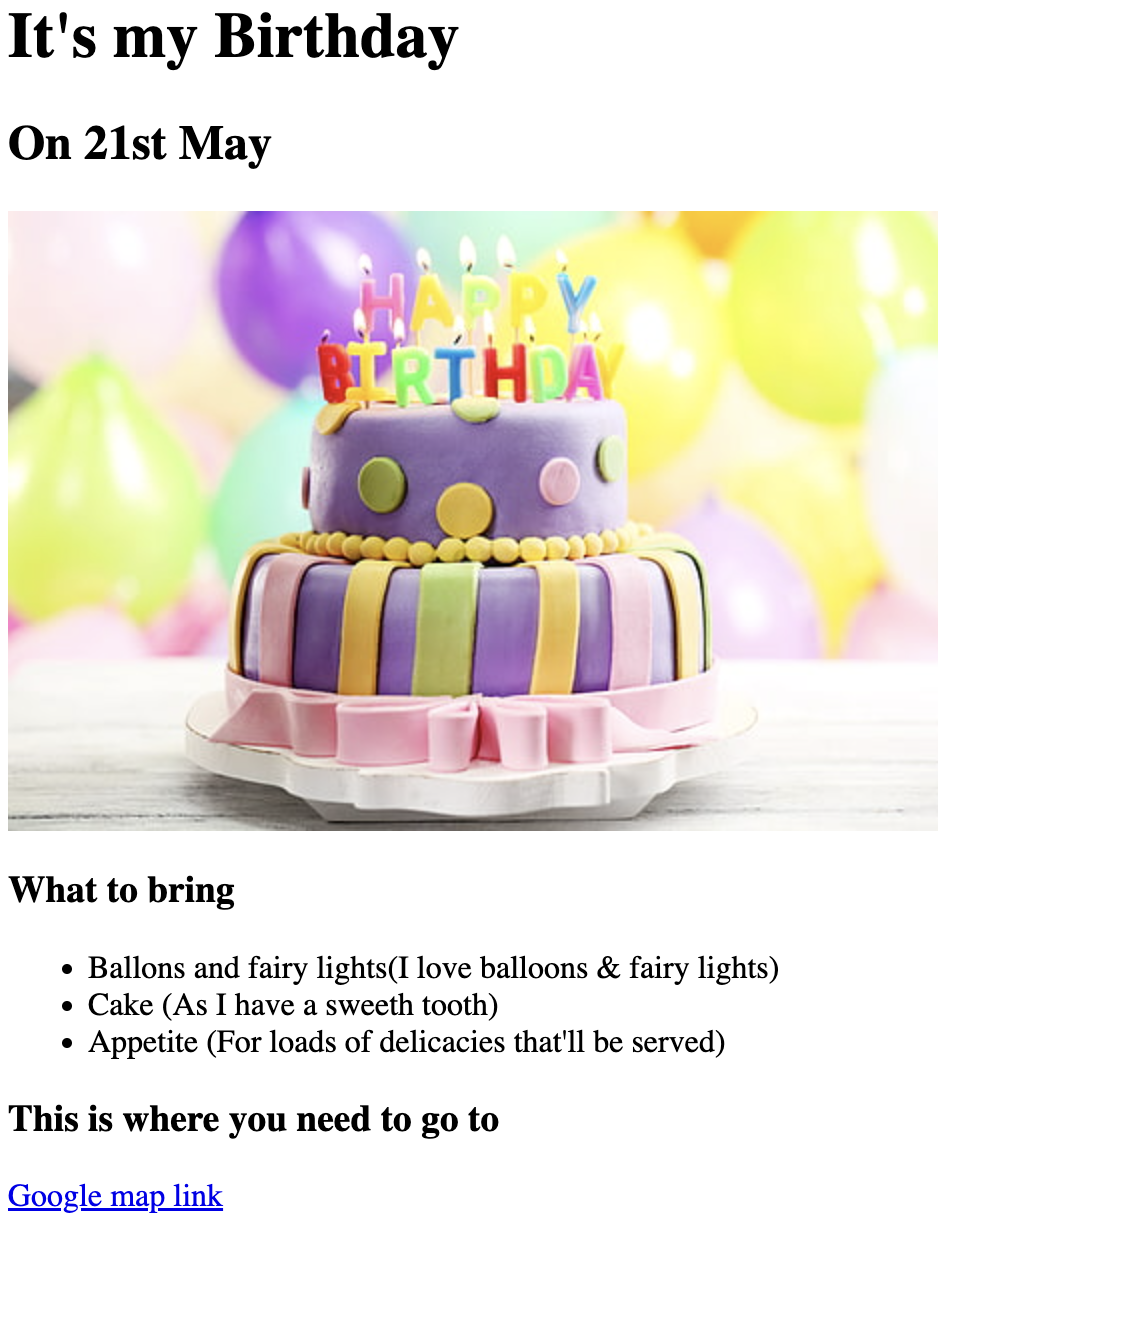 It's my Birthday
On 21st May
HAPPY
BIRTHDAY
What to bring
Ballons and fairy lights(I love balloons & fairy lights)
Cake (As I have a sweeth tooth)
Appetite (For loads of delicacies that'll be served)
This is where you need to go to
Google map link